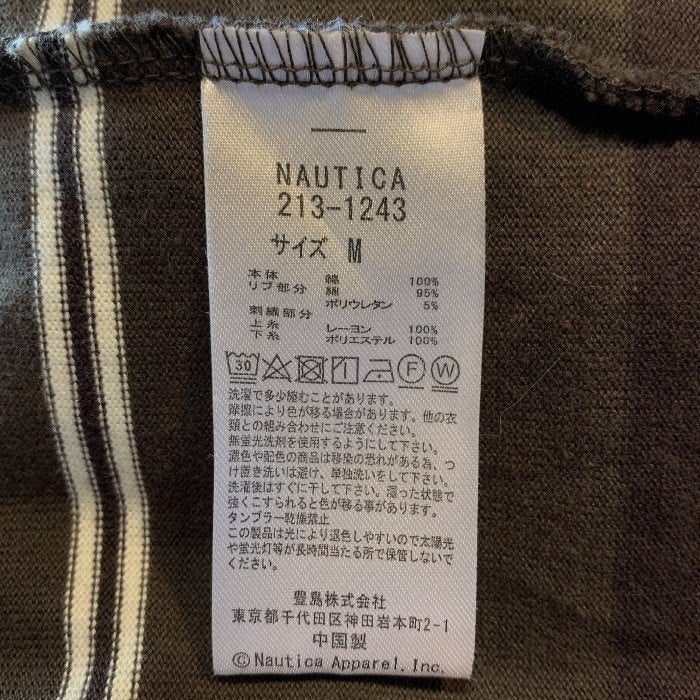 NAUTICA
213-1243
サイズ M
本体 綿 100%
リブ部分 綿 95%
ポリウレタン 5%
刺繍部分
上糸 レーヨン 100%
下糸 ポリエステル 100%
30 F W
洗濯で多少縮むことがあります。
摩擦により色が移る場合があります。他の衣
類との組み合わせにご注意ください。
無蛍光洗剤を使用するようにして下さい。
濃色や配色の商品は移染の恐れがある為、つ
け置き洗いは避け、単独洗いをして下さい。
洗濯後はすぐに干して下さい。湿った状態で
強くこすられると色が移る事があります。
タンブラー乾燥禁止
この製品は光により退色しやすいので太陽光
や蛍光灯等が長時間当たる所で保管しないで
ください。
豊島株式会社
東京都千代田区神田岩本町2-1
中国製
©Nautica Apparel, Inc.